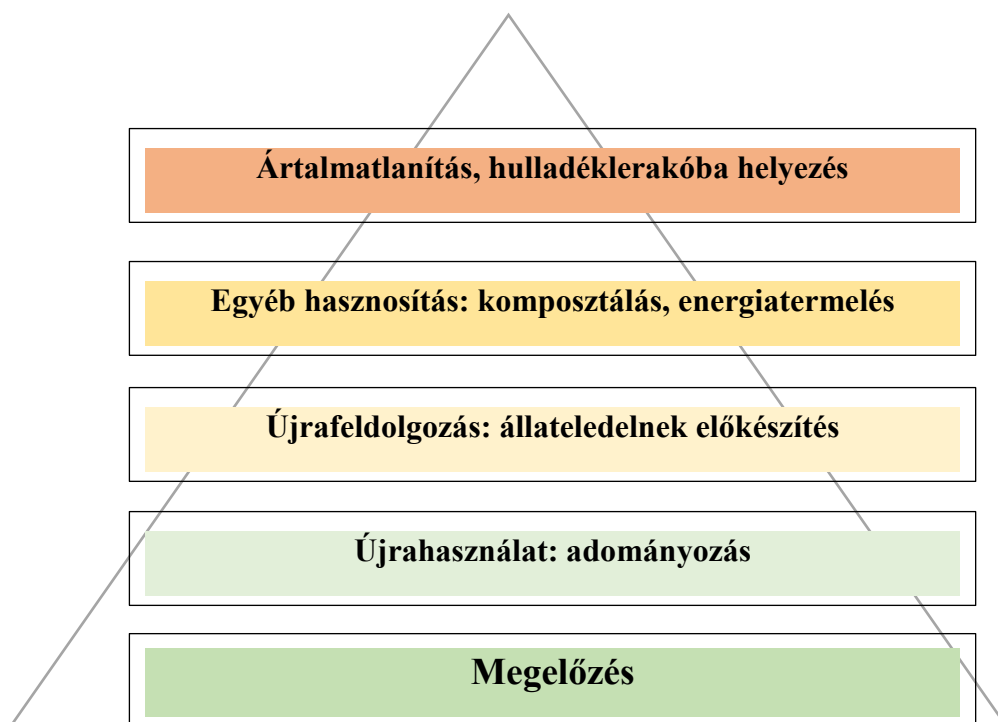 Ártalmatlanítás, hulladéklerakóba helyezés
Egyéb hasznosítás: komposztálás, energiatermelés
Újrafeldolgozás: állateledelnek előkészítés
Újrahasználat: adományozás
Megelőzés